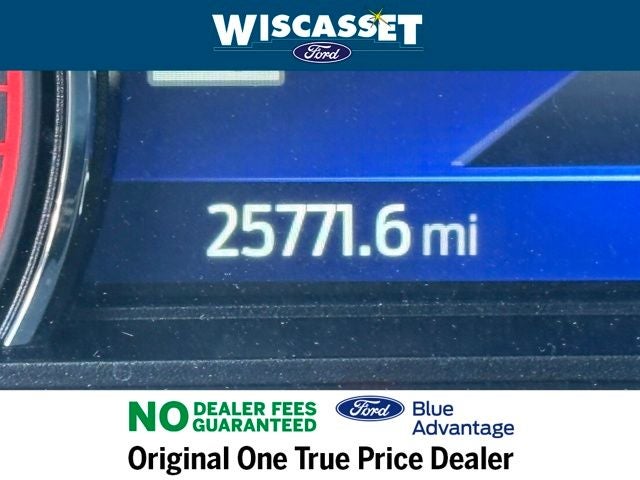 WISCASSET
Ford
25771.6 mi
NO DEALER FEES GUARANTEED
Ford
Blue Advantage
Original One True Price Dealer